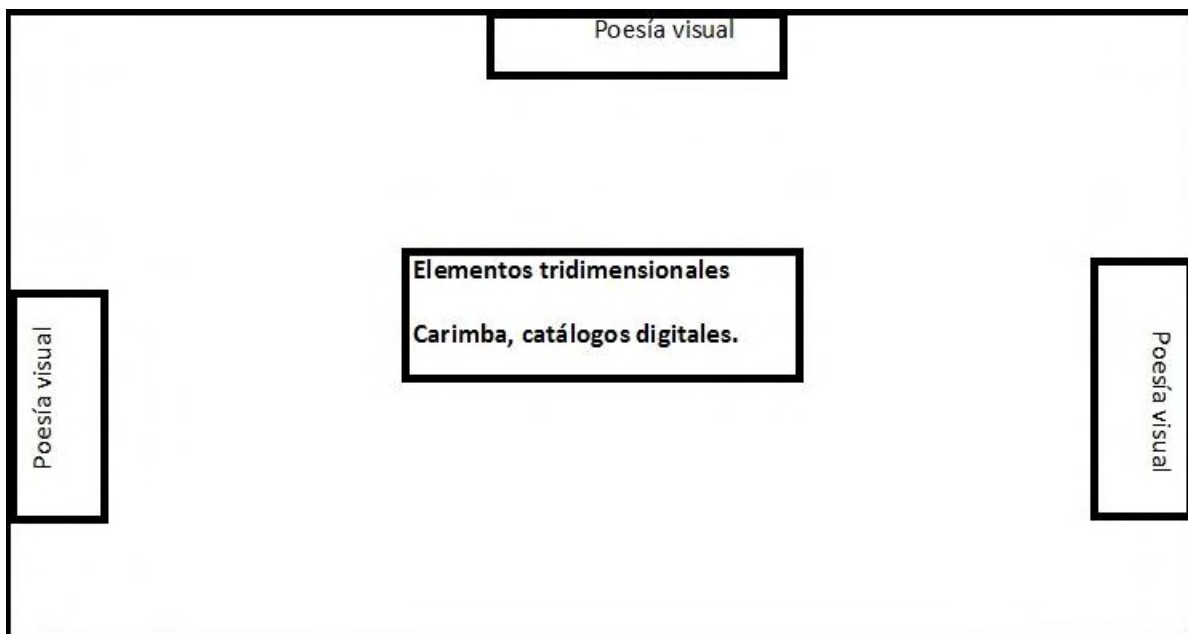 Poesía visual
Elementos tridimensionales
Carimba, catálogos digitales.
Poesía visual
Poesía visual